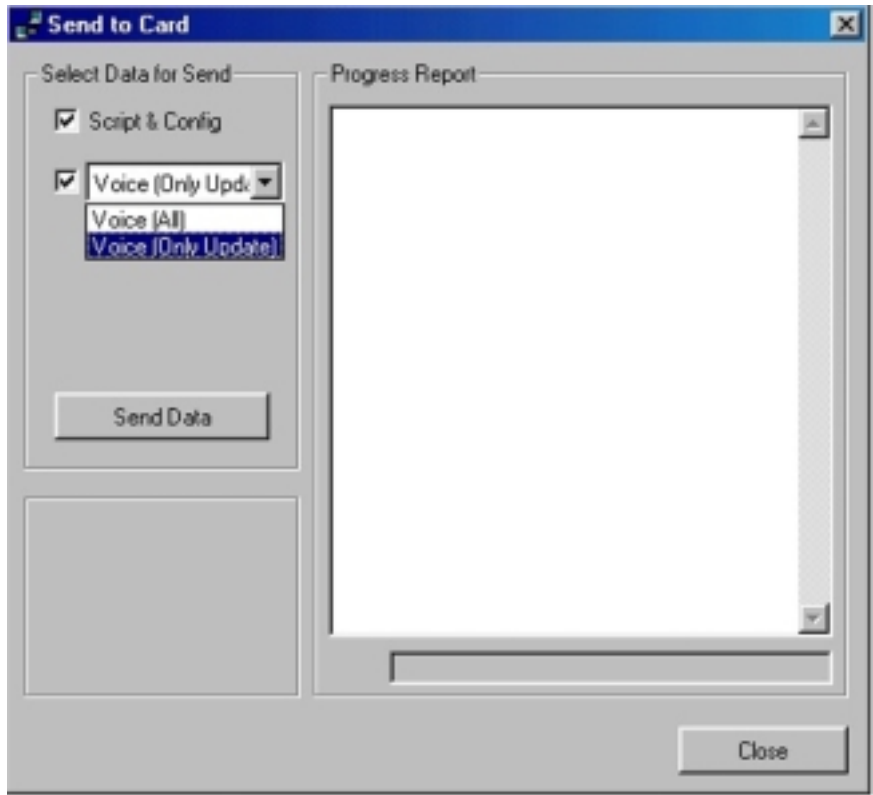 Send to Card
Select Data for Send
Script & Config
Voice (Only Upd
Voice (All)
Voice (Only Update)
Send Data
Progress Report
Close